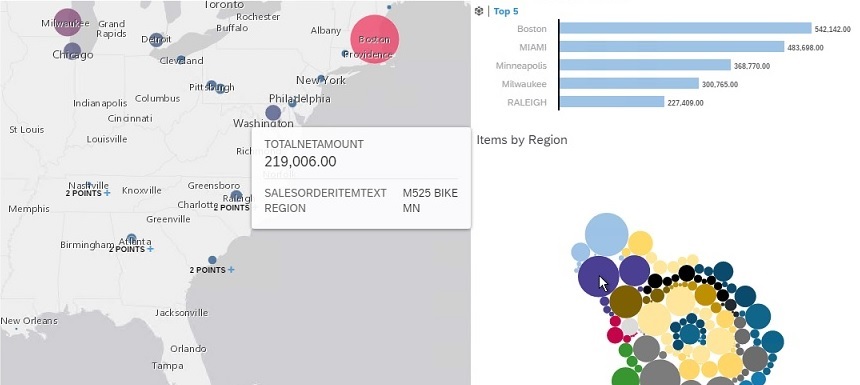 Toronto
Milwaukee
Grand
Rapids
Rochester
Buffalo
Albany
Boston
Detroit
Chicago
Providence
Cleveland
New York
Pittsburgh
Indianapolis
Columbus
Philadelphia
Cincinnati
St Louis
Washington
Louisville
TOTALNETAMOUNT
219,006.00
SALESORDERITEMTEXT M525 BIKE
REGION MN
Nashville
2 POINTS +
Knoxville
Greensboro
Memphis
Charlotte
2 POINTS
Greenville
Birmingham
Atlanta
2 POINTS +
2 POINTS +
Jacksonville
New Orleans
Orlando
Tampa
| Top 5
Boston 542,142.00
MIAMI 483,698.00
Minneapolis 368,770.00
Milwaukee 300,765.00
RALEIGH 227,409.00
Items by Region